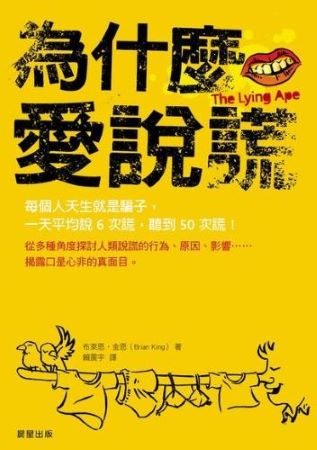 為什麼
The Lying Ape
愛說謊
每個人天生就是騙子，
一天平均說 6 次謊，聽到 50 次謊！
從多種角度探討人類說謊的行為、原因、影響……
揭露口是心非的真面目。
布萊恩・金恩（Brian King） 著
賴震宇 譯
晨星出版